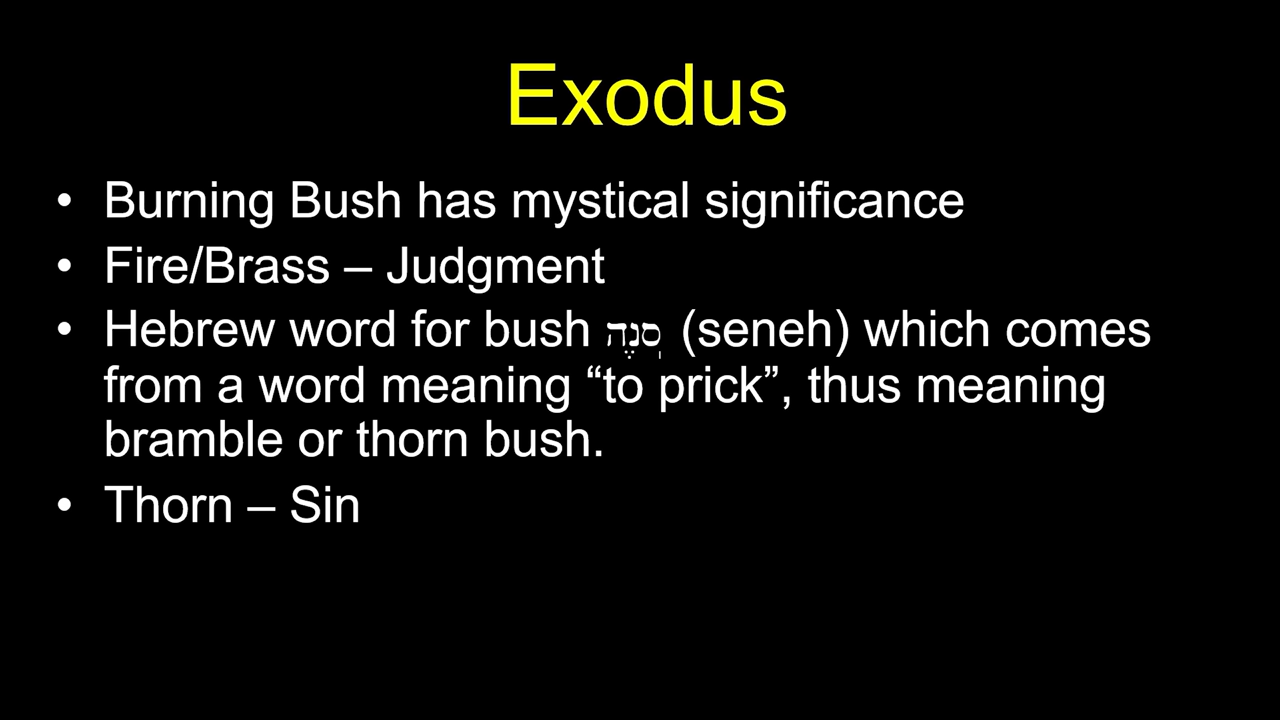 Exodus
• Burning Bush has mystical significance
• Fire/Brass – Judgment
• Hebrew word for bush סְנֶה (seneh) which comes
from a word meaning “to prick”, thus meaning
bramble or thorn bush.
• Thorn – Sin